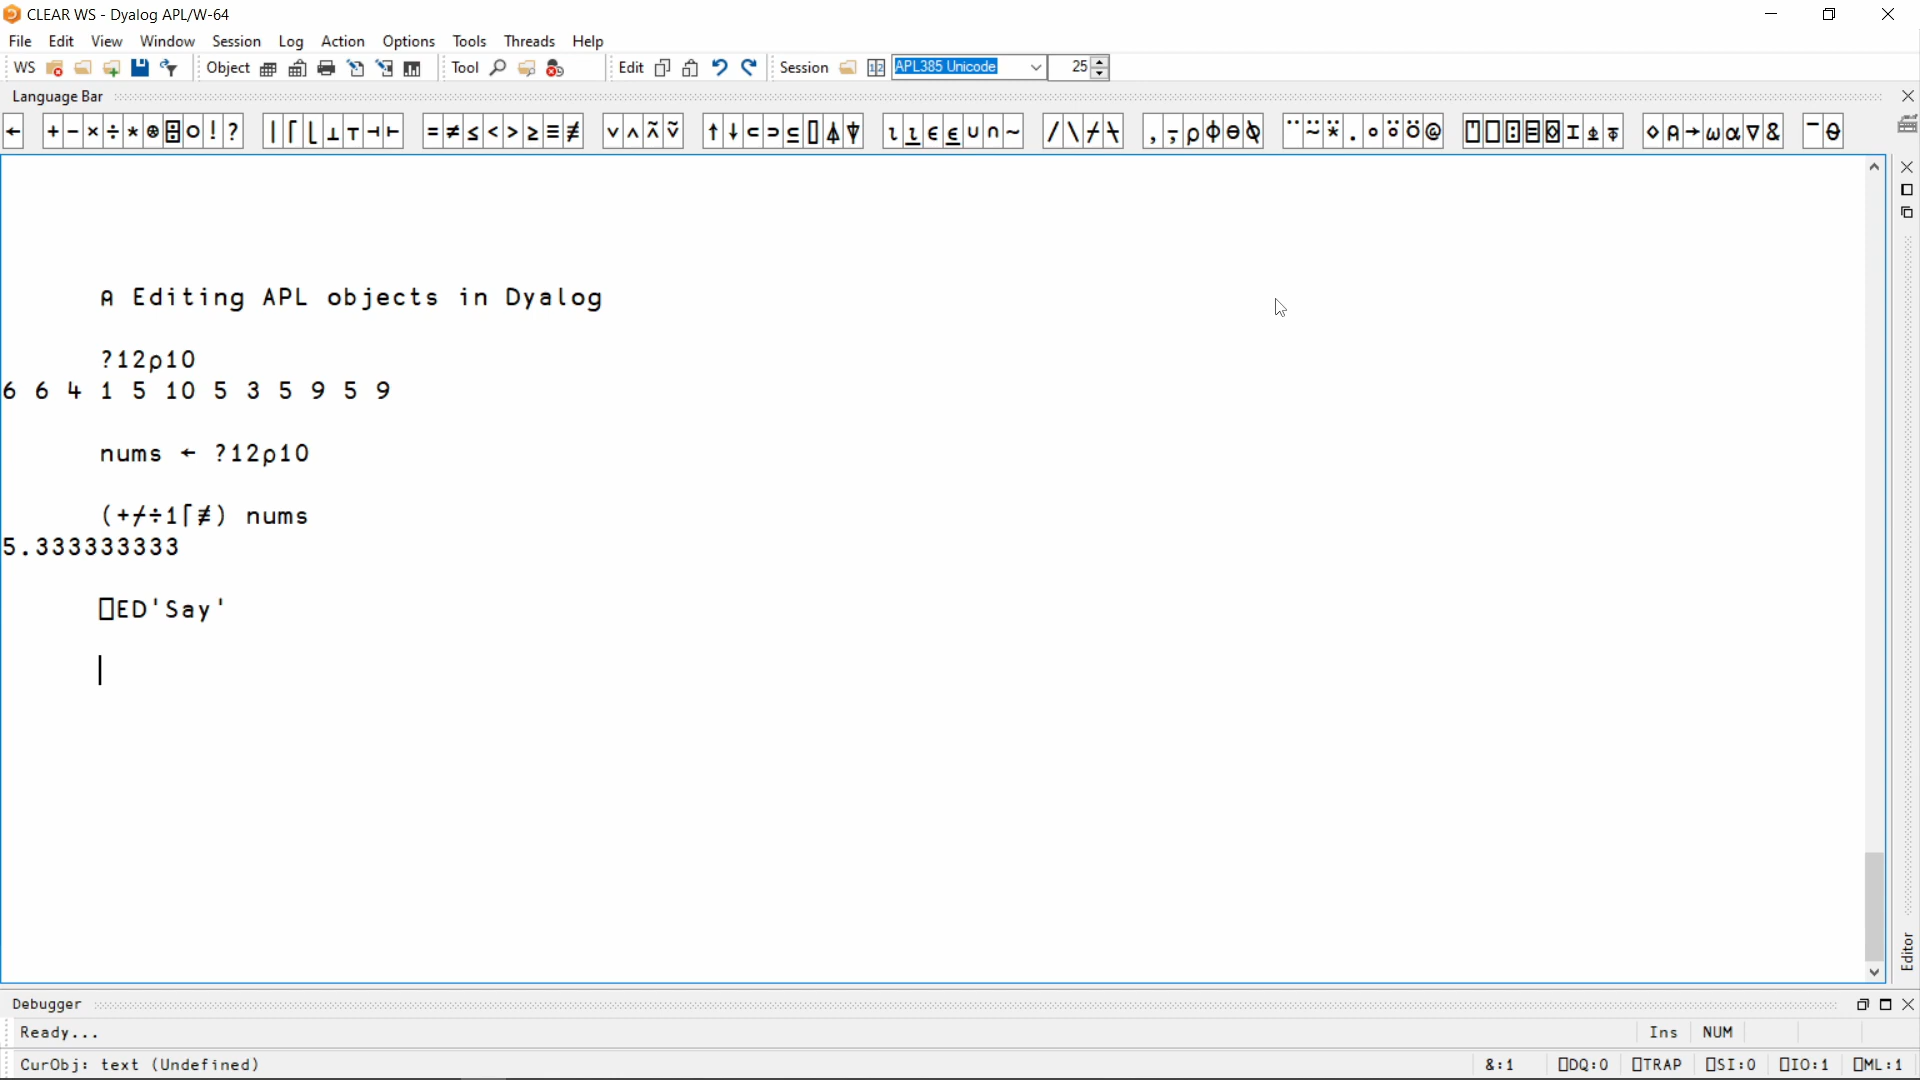 CLEAR WS - Dyalog APL/W-64
File Edit View Window Session Log Action Options Tools Threads Help
WS Object Tool Edit Session APL385 Unicode 25
Language Bar
← + - × ÷ * ⍟ ⌹ ○ ! ? | ⌈ ⌊ ⊥ ⊤ ⊣ ⊢ = ≠ ≤ < > ≥ ≡ ≢ ∨ ∧ ⍲ ⍱ ↑ ↓ ⊂ ⊃ ⊆ ⌷ ⍋ ⍒ ⍳ ⍸ ∊ ⍷ ∪ ∩ ~ / \ ⌿ ⍀ , ⍪ ⍴ ⌽ ⊖ ⍉ ¨ ⍨ ⍣ . ∘ ⍤ ⍥ @ ⍞ ⎕ ⍠ ⌸ ⌺ ⌶ ⍎ ⍕ ⋄ ⍝ → ⍵ ⍺ ∇ & ¯ ⍬
⍝ Editing APL objects in Dyalog
?12⍴10
6 6 4 1 5 10 5 3 5 9 5 9
nums ← ?12⍴10
(+⌿÷1⌈≢) nums
5.333333333
⎕ED'Say'
Editor
Debugger
Ready...
Ins NUM
CurObj: text (Undefined)
&:1 ⎕DQ:0 ⎕TRAP ⎕SI:0 ⎕IO:1 ⎕ML:1